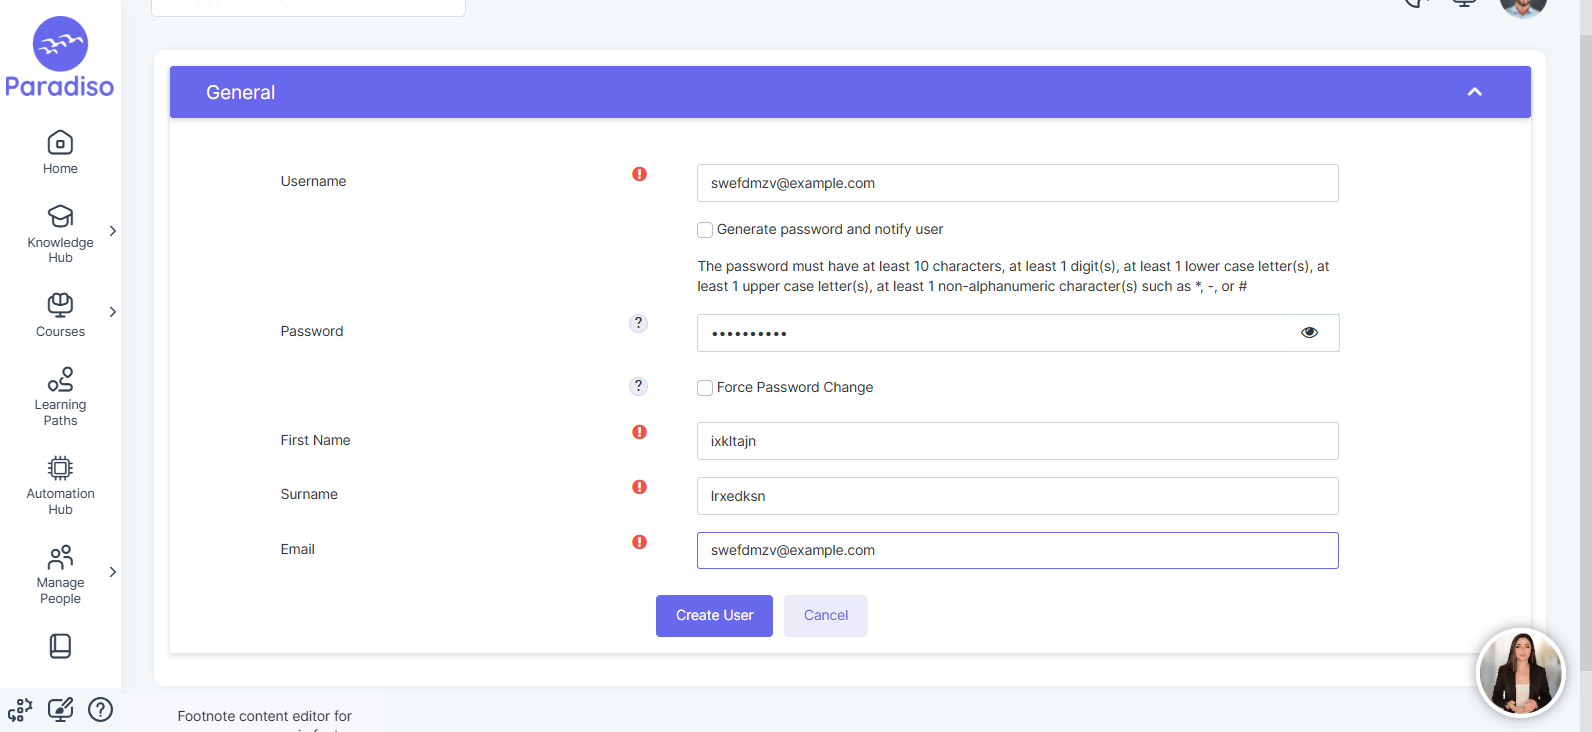 Paradiso
Home
Knowledge
Hub
Courses
Learning
Paths
Automation
Hub
Manage
People
General
Username
swefdmzv@example.com
Generate password and notify user
The password must have at least 10 characters, at least 1 digit(s), at least 1 lower case letter(s), at
least 1 upper case letter(s), at least 1 non-alphanumeric character(s) such as *, -, or #
Password
••••••••••
Force Password Change
First Name
ixkltajn
Surname
lrxedksn
Email
swefdmzv@example.com
Create User
Cancel
Footnote content editor for